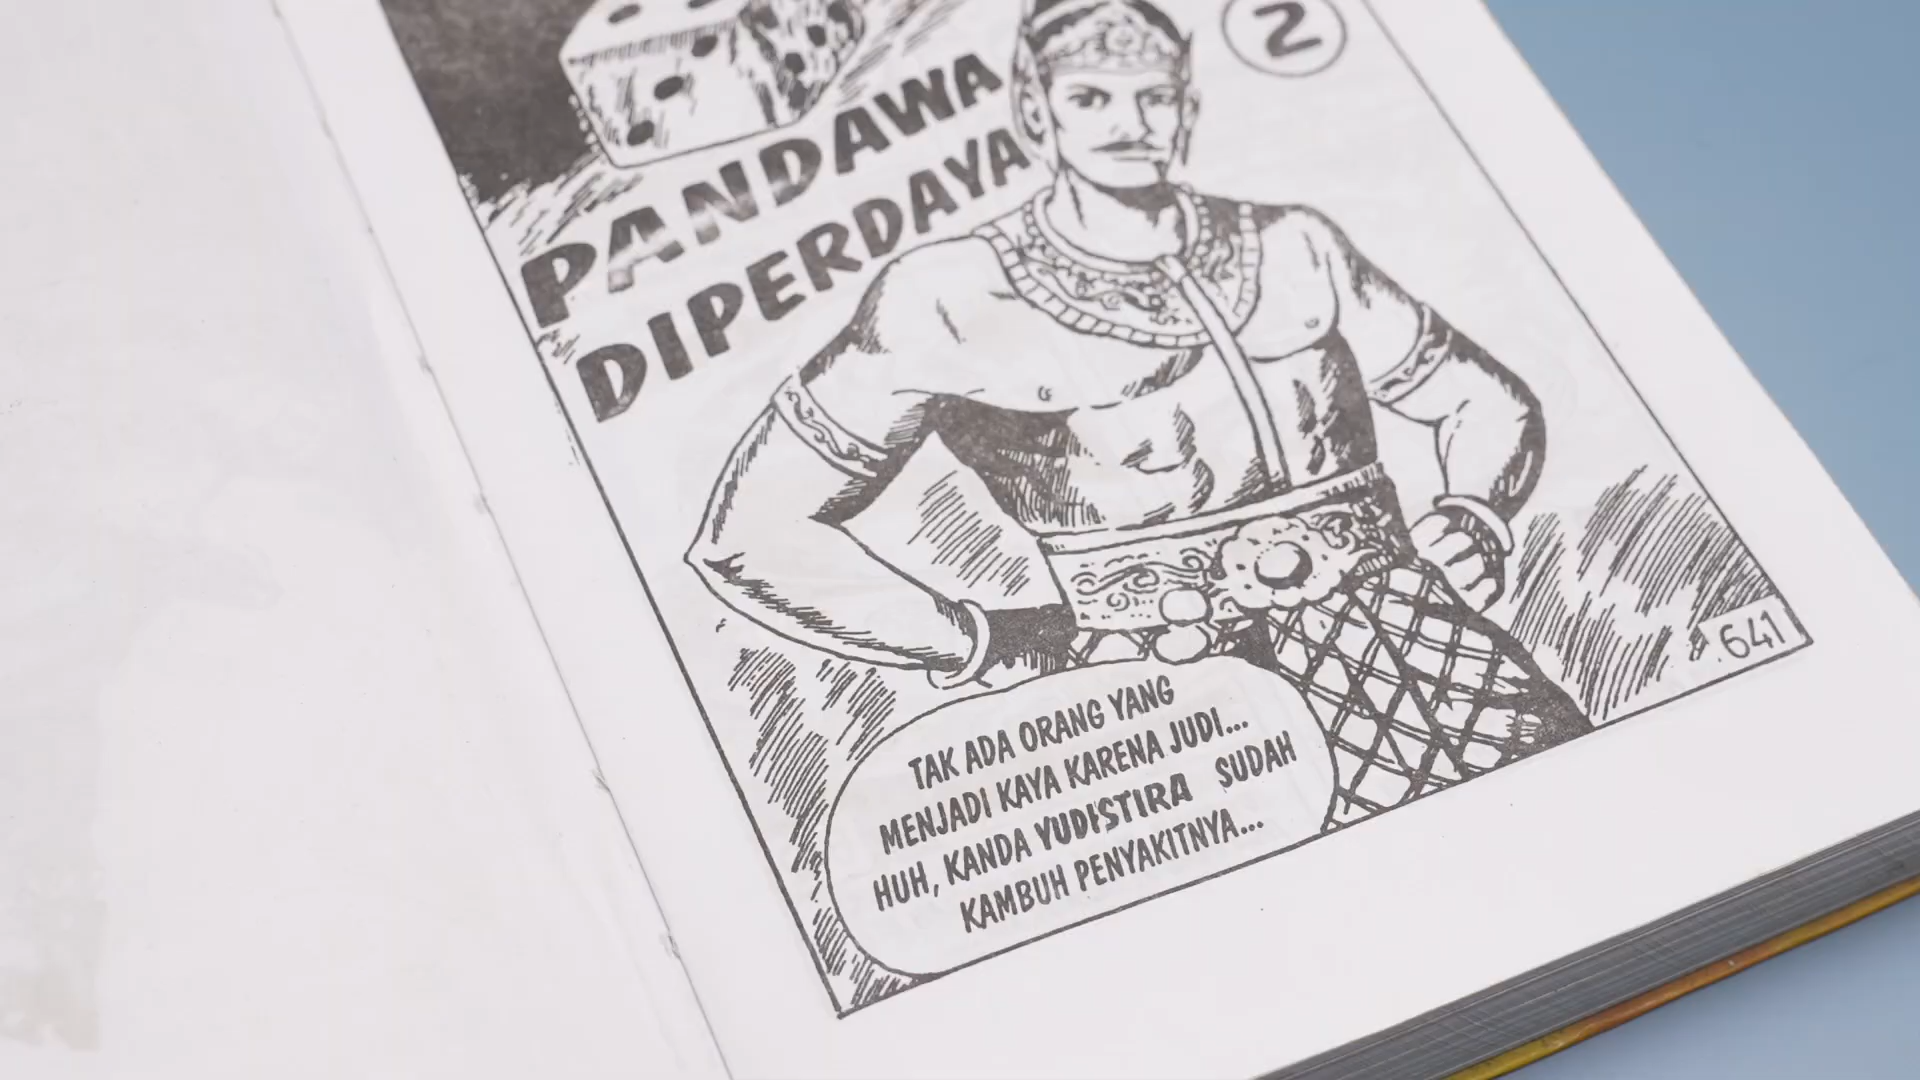 2
PANDAWA
DIPERDAYA
641
TAK ADA ORANG YANG
MENJADI KAYA KARENA JUDI...
HUH, KANDA YUDISTIRA SUDAH
KAMBUH PENYAKITNYA...